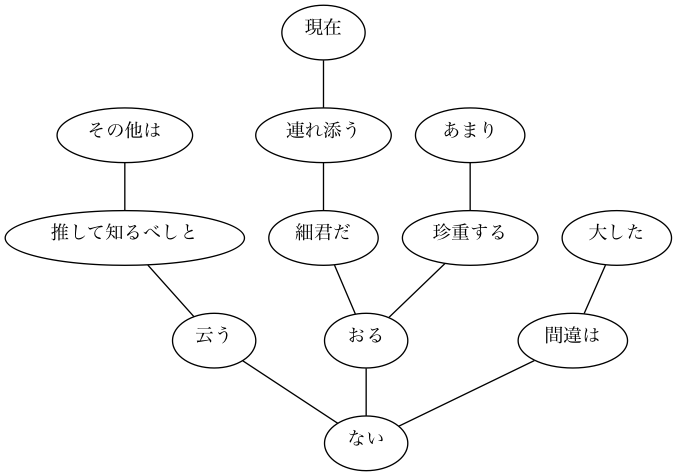 現在
その他は
連れ添う
あまり
推して知るべしと
細君だ
珍重する
大した
云う
おる
間違は
ない